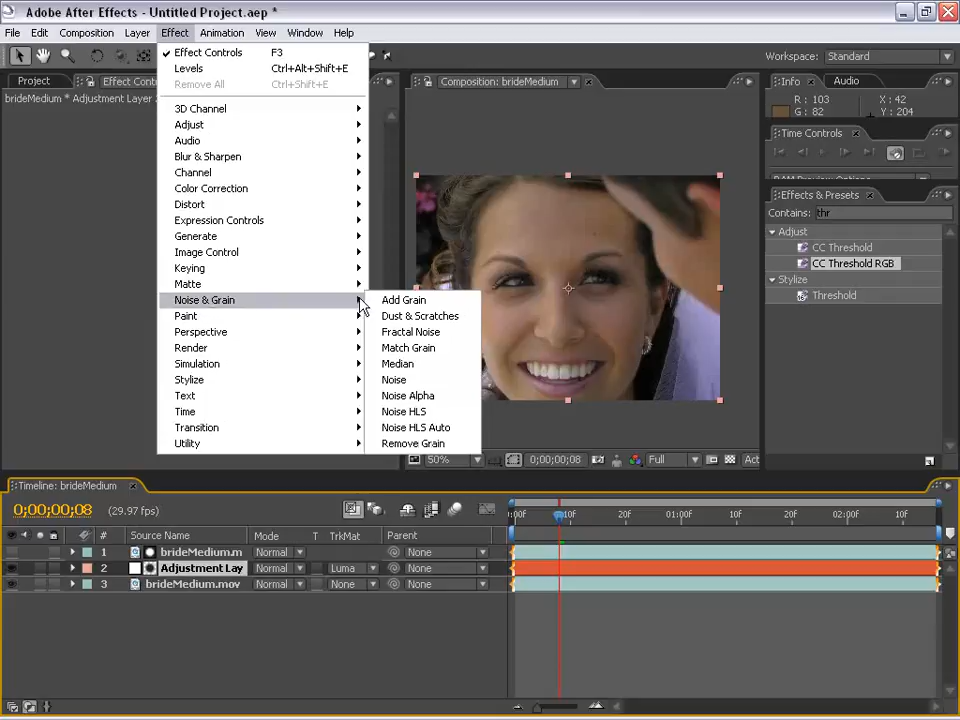 Adobe After Effects - Untitled Project.aep *
File Edit Composition Layer Effect Animation View Window Help
Workspace: Standard
Project Effect Contr
brideMedium * Adjustment Layer
Effect Controls F3
Levels Ctrl+Alt+Shift+E
Remove All Ctrl+Shift+E
3D Channel
Adjust
Audio
Blur & Sharpen
Channel
Color Correction
Distort
Expression Controls
Generate
Image Control
Keying
Matte
Noise & Grain
Paint
Perspective
Render
Simulation
Stylize
Text
Time
Transition
Utility
Add Grain
Dust & Scratches
Fractal Noise
Match Grain
Median
Noise
Noise Alpha
Noise HLS
Noise HLS Auto
Remove Grain
Composition: brideMedium
50% 0;00;00;08 Full Act
Info Audio
R : 103 X : 42
G : 82 Y : 204
Time Controls
RAM Preview Options
Effects & Presets
Contains: thr
Adjust
CC Threshold
CC Threshold RGB
Stylize
Threshold
Timeline: brideMedium
0;00;00;08 (29.97 fps)
:00F 10F 20F 01:00F 10F 20F 02:00F 10F
# Source Name Mode T TrkMat Parent
1 brideMedium.m Normal None
2 Adjustment Lay Normal Luma None
3 brideMedium.mov Normal None None